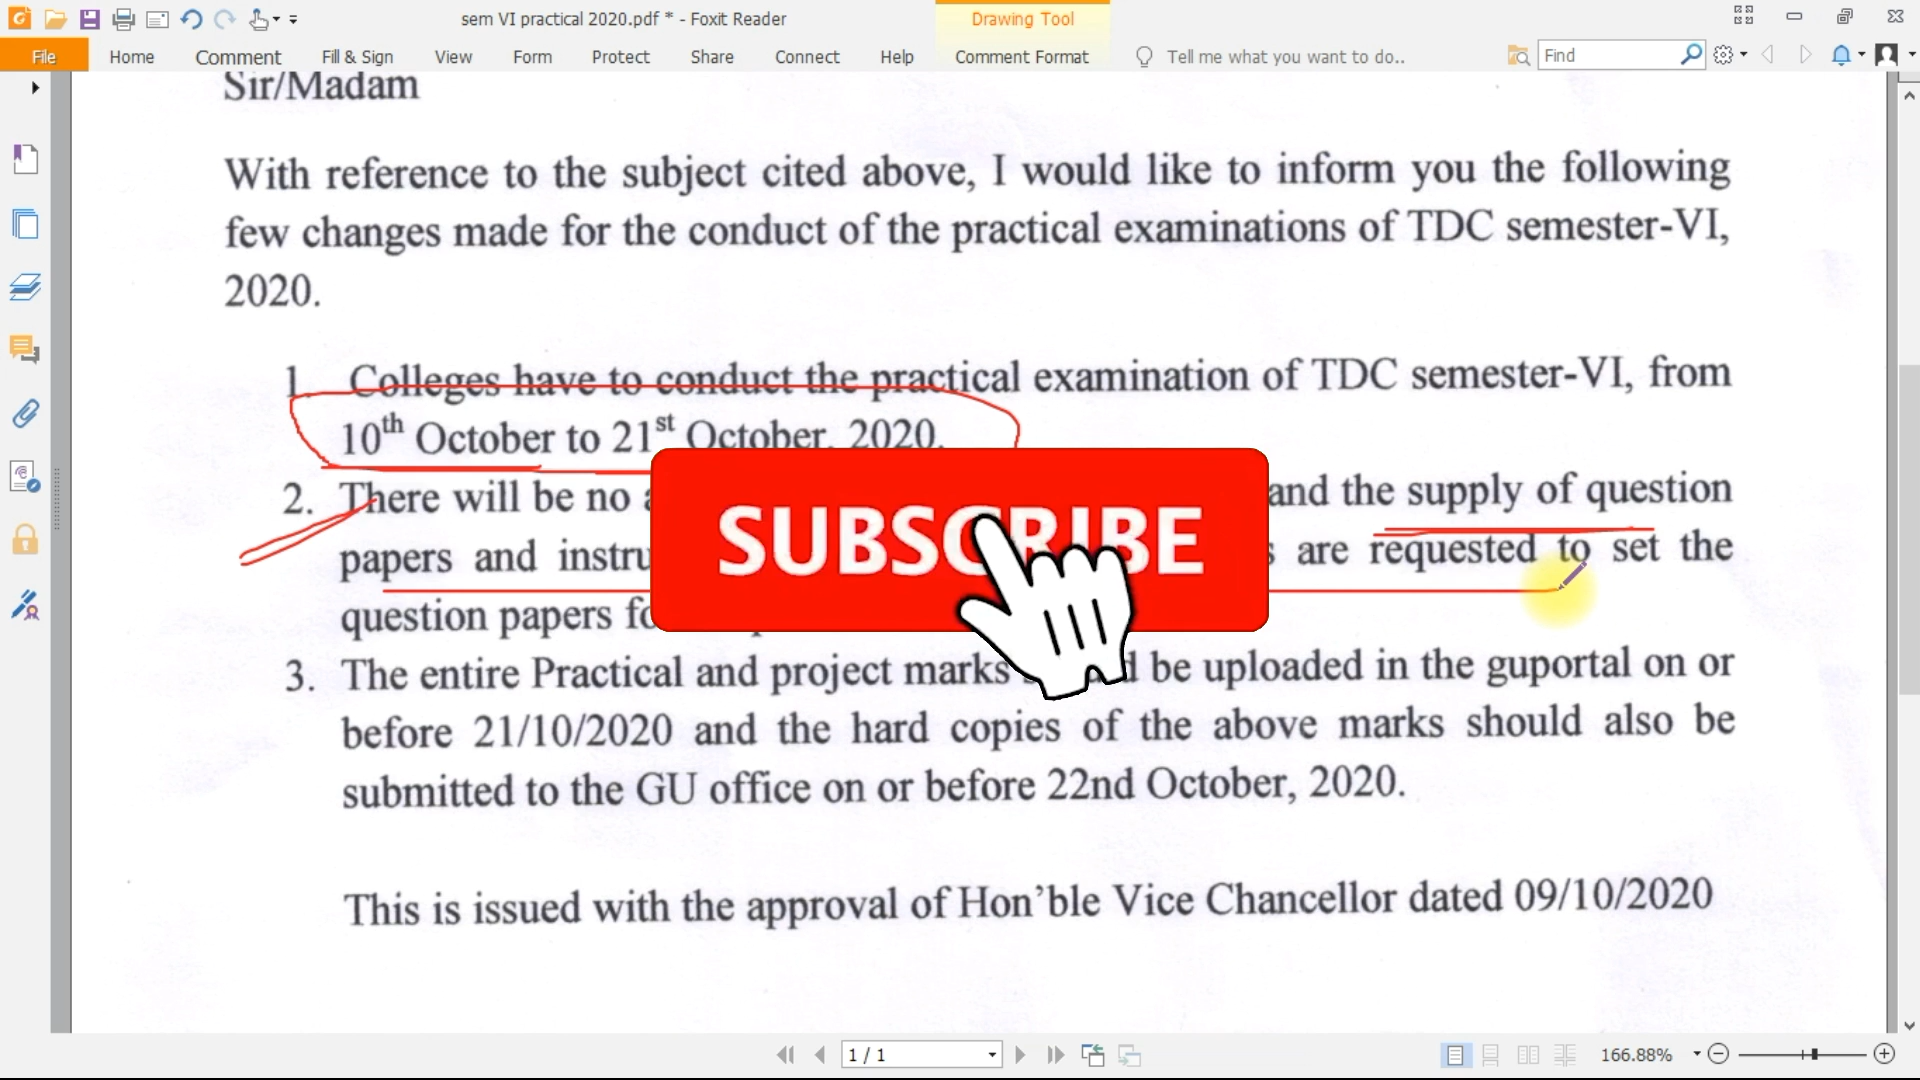 sem VI practical 2020.pdf * - Foxit Reader
Drawing Tool
File Home Comment Fill & Sign View Form Protect Share Connect Help Comment Format Tell me what you want to do.. Find
Sir/Madam
With reference to the subject cited above, I would like to inform you the following
few changes made for the conduct of the practical examinations of TDC semester-VI,
2020.
1. Colleges have to conduct the practical examination of TDC semester-VI, from
10th October to 21st October, 2020.
2. There will be no and the supply of question
papers and are requested to set the
question papers
SUBSCRIBE
3. The entire Practical and project marks be uploaded in the guportal on or
before 21/10/2020 and the hard copies of the above marks should also be
submitted to the GU office on or before 22nd October, 2020.
This is issued with the approval of Hon'ble Vice Chancellor dated 09/10/2020
1 / 1
166.88%